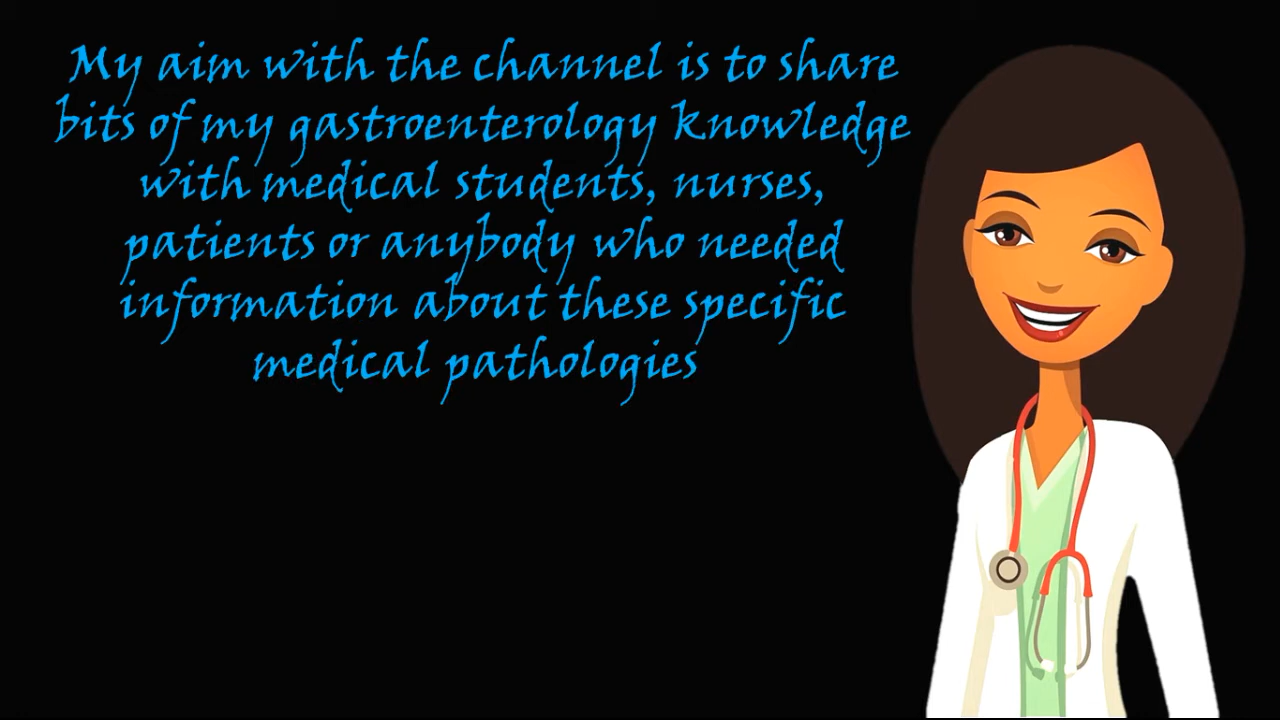 My aim with the channel is to share
bits of my gastroenterology knowledge
with medical students, nurses,
patients or anybody who needed
information about these specific
medical pathologies